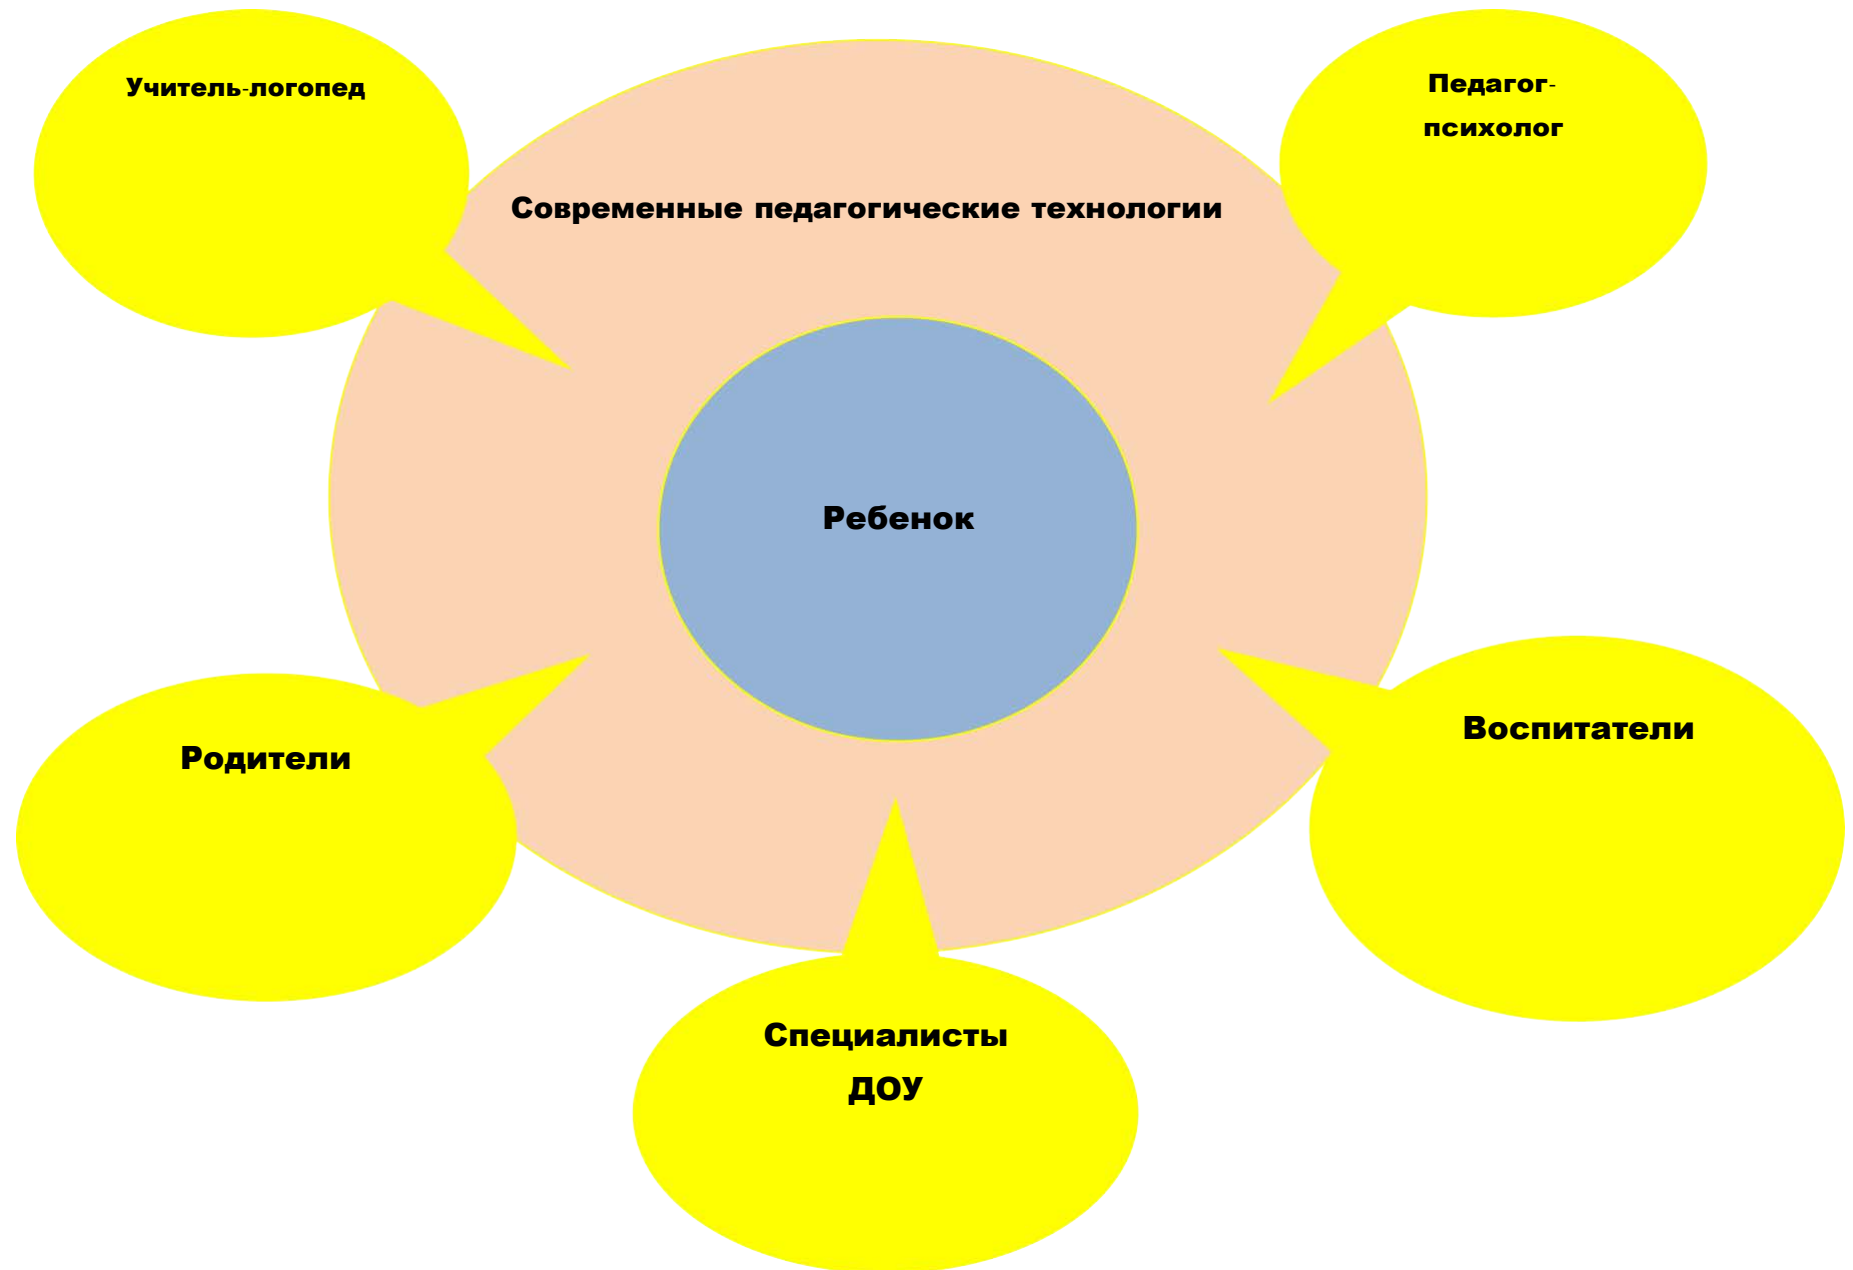 Учитель-логопед
Педагог-
психолог
Современные педагогические технологии
Ребенок
Родители
Воспитатели
Специалисты
ДОУ